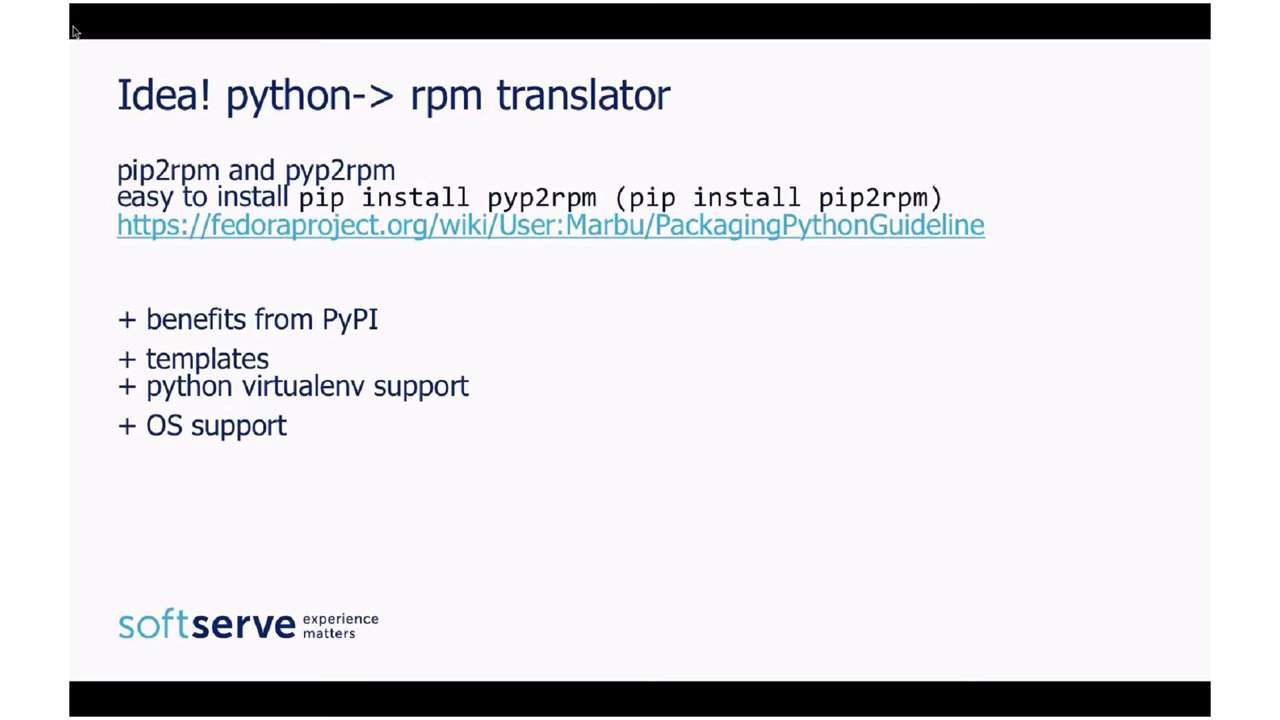 Idea! python-> rpm translator
pip2rpm and pyp2rpm
easy to install pip install pyp2rpm (pip install pip2rpm)
https://fedoraproject.org/wiki/User:Marbu/PackagingPythonGuideline
+ benefits from PyPI
+ templates
+ python virtualenv support
+ OS support
softserve experience
matters